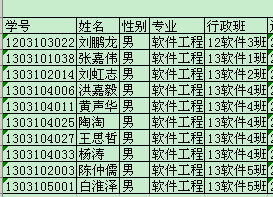 学号 姓名 性别 专业 行政班
1203103022 刘鹏龙 男 软件工程 12软件3班
1303101038 张嘉伟 男 软件工程 13软件1班
1303102014 刘虹志 男 软件工程 13软件2班
1303104006 洪嘉毅 男 软件工程 13软件4班
1303104011 黄声华 男 软件工程 13软件4班
1303104025 陶淘 男 软件工程 13软件4班
1303104027 王思哲 男 软件工程 13软件4班
1303104033 杨涛 男 软件工程 13软件4班
1303102003 陈仲儒 男 软件工程 13软件5班
1303105001 白淮泽 男 软件工程 13软件5班